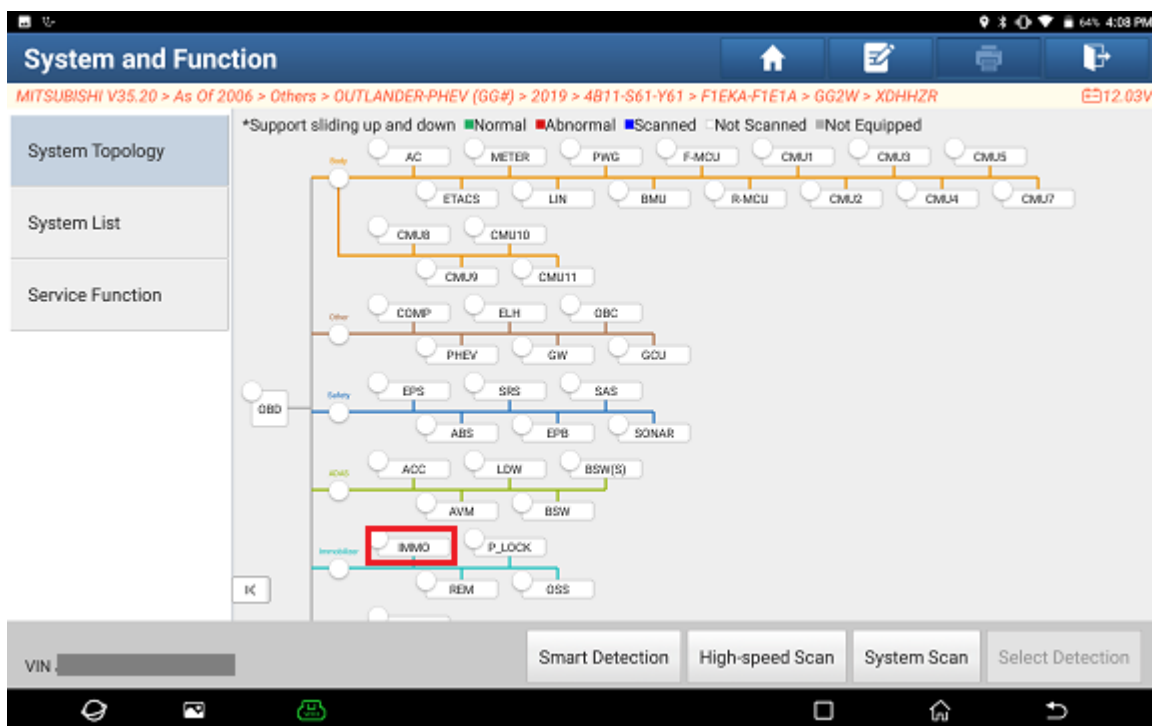 64% 4:08 PM
System and Function
MITSUBISHI V35.20 > As Of 2006 > Others > OUTLANDER-PHEV (GG#) > 2019 > 4B11-S61-Y61 > F1EKA-F1E1A > GG2W > XDHHZR 12.03V
System Topology
System List
Service Function
*Support sliding up and down Normal Abnormal Scanned Not Scanned Not Equipped
Body
AC METER PWG F-MCU CMU1 CMU3 CMU5
ETACS LIN BMU R-MCU CMU2 CMU4 CMU7
CMU8 CMU10
CMU9 CMU11
Other
COMP ELH OBC
PHEV GW GCU
OBD
Safety
EPS SRS SAS
ABS EPB SONAR
ADAS
ACC LDW BSW(S)
AVM BSW
Immobilizer
IMMO P_LOCK
REM OSS
VIN
Smart Detection High-speed Scan System Scan Select Detection